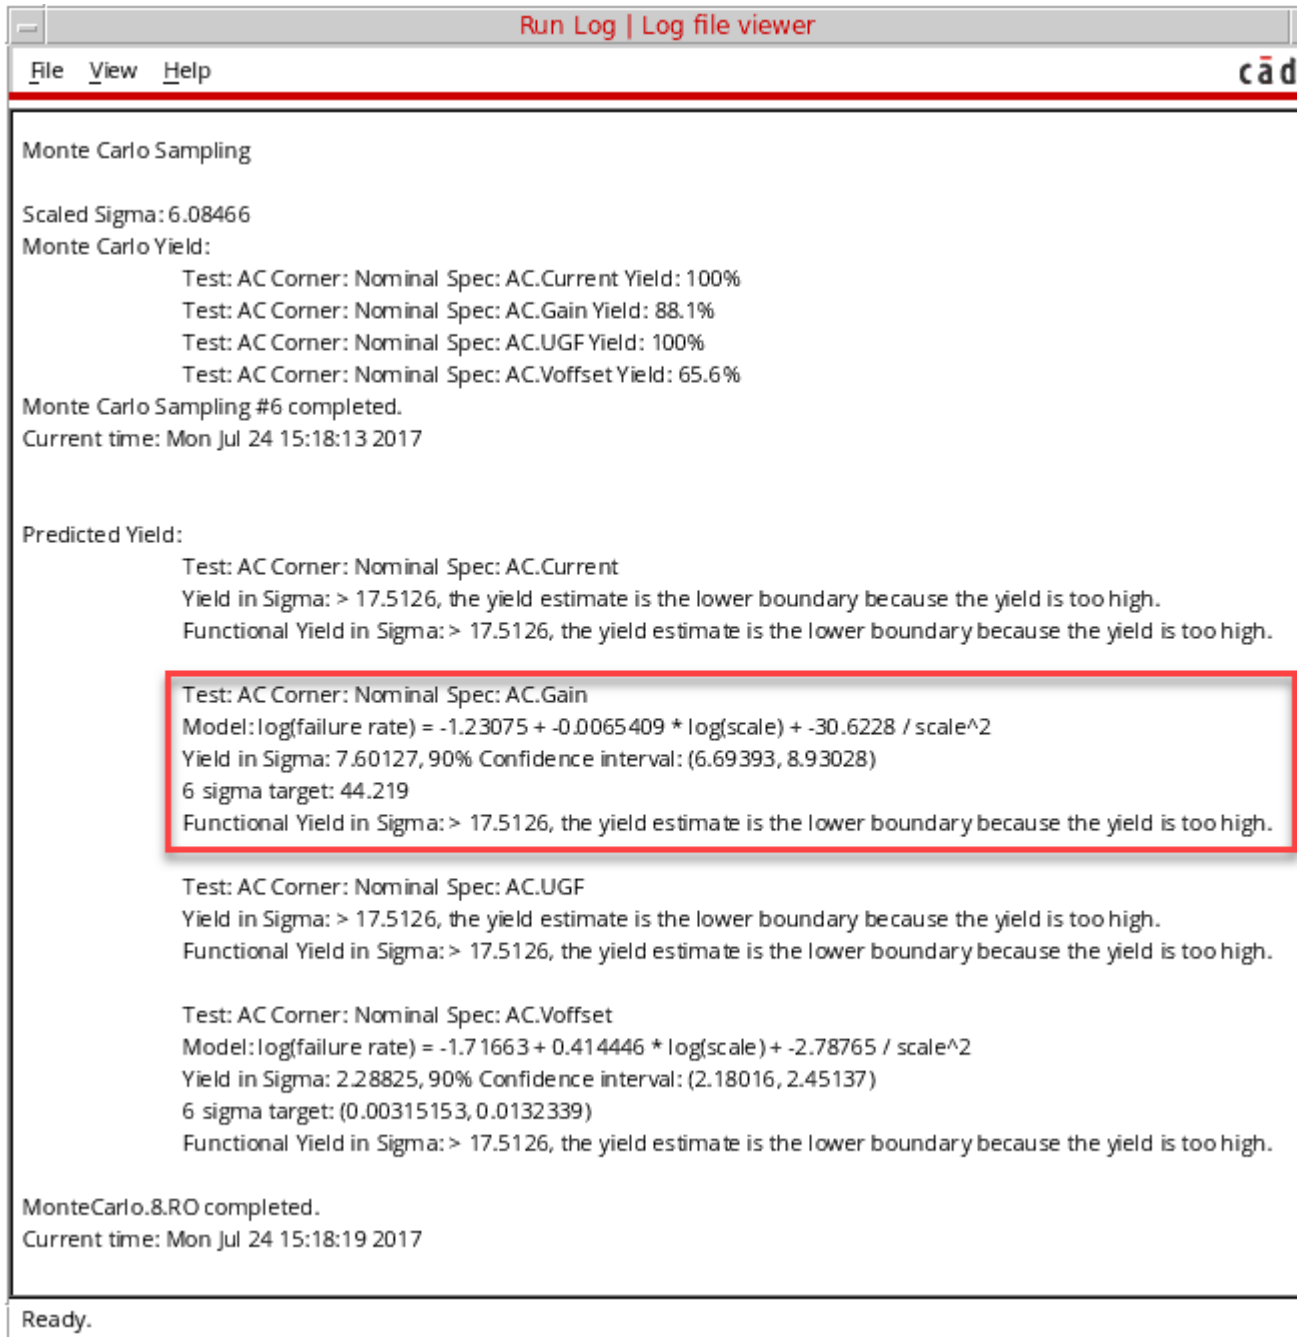 Run Log | Log file viewer
File View Help
cād
Monte Carlo Sampling
Scaled Sigma: 6.08466
Monte Carlo Yield:
Test: AC Corner: Nominal Spec: AC.Current Yield: 100%
Test: AC Corner: Nominal Spec: AC.Gain Yield: 88.1%
Test: AC Corner: Nominal Spec: AC.UGF Yield: 100%
Test: AC Corner: Nominal Spec: AC.Voffset Yield: 65.6%
Monte Carlo Sampling #6 completed.
Current time: Mon Jul 24 15:18:13 2017
Predicted Yield:
Test: AC Corner: Nominal Spec: AC.Current
Yield in Sigma: > 17.5126, the yield estimate is the lower boundary because the yield is too high.
Functional Yield in Sigma: > 17.5126, the yield estimate is the lower boundary because the yield is too high.
Test: AC Corner: Nominal Spec: AC.Gain
Model: log(failure rate) = -1.23075 + -0.0065409 * log(scale) + -30.6228 / scale^2
Yield in Sigma: 7.60127, 90% Confidence interval: (6.69393, 8.93028)
6 sigma target: 44.219
Functional Yield in Sigma: > 17.5126, the yield estimate is the lower boundary because the yield is too high.
Test: AC Corner: Nominal Spec: AC.UGF
Yield in Sigma: > 17.5126, the yield estimate is the lower boundary because the yield is too high.
Functional Yield in Sigma: > 17.5126, the yield estimate is the lower boundary because the yield is too high.
Test: AC Corner: Nominal Spec: AC.Voffset
Model: log(failure rate) = -1.71663 + 0.414446 * log(scale) + -2.78765 / scale^2
Yield in Sigma: 2.28825, 90% Confidence interval: (2.18016, 2.45137)
6 sigma target: (0.00315153, 0.0132339)
Functional Yield in Sigma: > 17.5126, the yield estimate is the lower boundary because the yield is too high.
MonteCarlo.8.RO completed.
Current time: Mon Jul 24 15:18:19 2017
Ready.